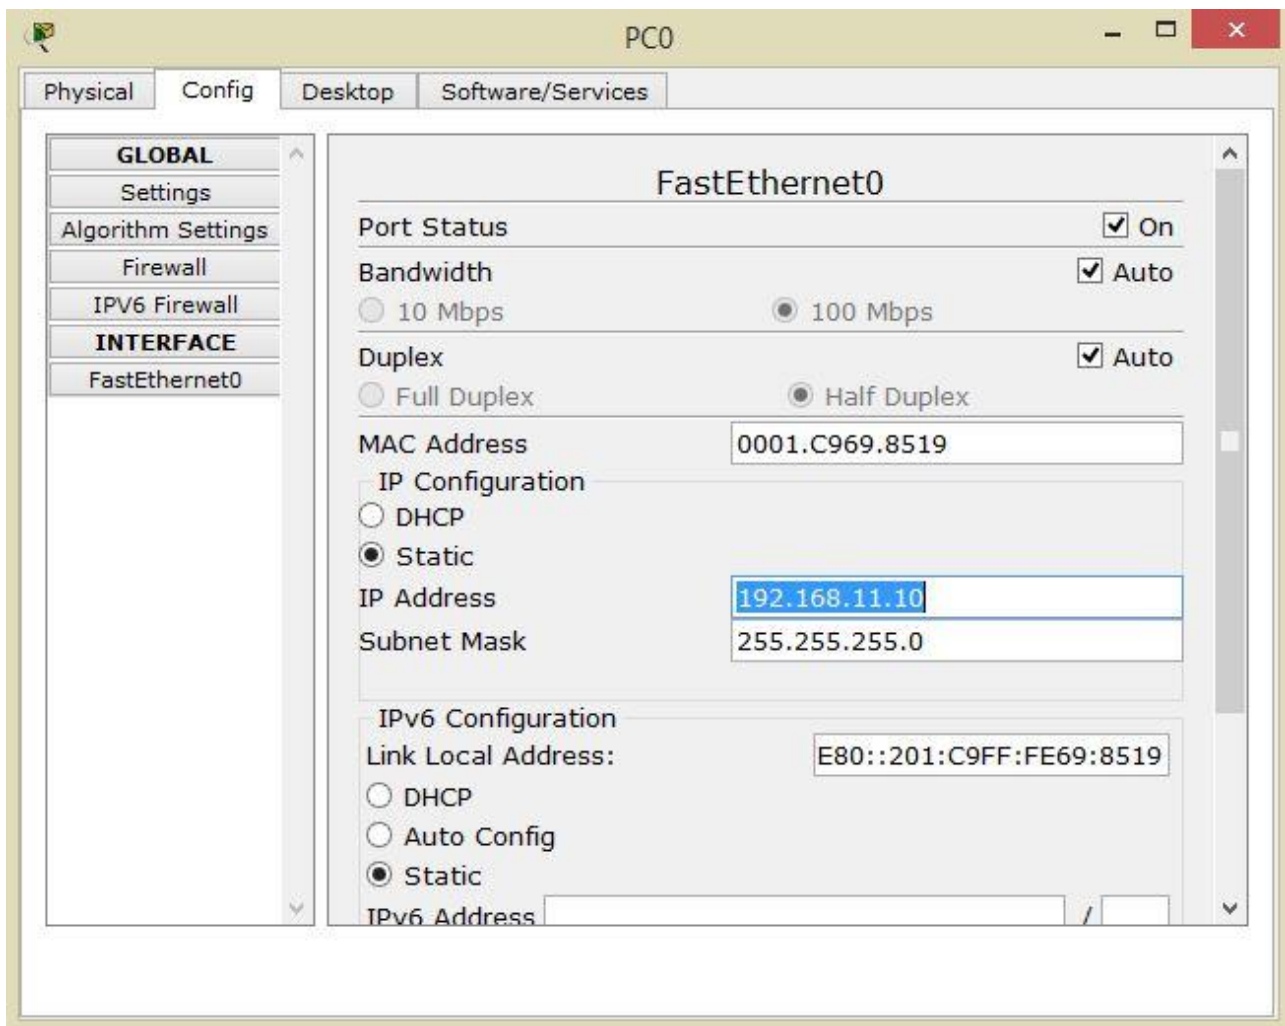 PC0
Physical Config Desktop Software/Services
GLOBAL
Settings
Algorithm Settings
Firewall
IPV6 Firewall
INTERFACE
FastEthernet0
FastEthernet0
Port Status On
Bandwidth Auto
10 Mbps 100 Mbps
Duplex Auto
Full Duplex Half Duplex
MAC Address 0001.C969.8519
IP Configuration
DHCP
Static
IP Address 192.168.11.10
Subnet Mask 255.255.255.0
IPv6 Configuration
Link Local Address: E80::201:C9FF:FE69:8519
DHCP
Auto Config
Static
IPv6 Address /